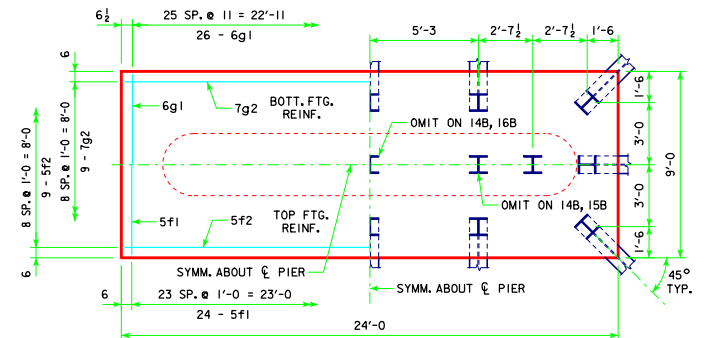 6½ 25 SP. @ 11 = 22'-11
26 - 6g1
5'-3 2'-7½ 2'-7½ 1'-6
6
8 SP. @ 1'-0 = 8'-0
9 - 5f2
8 SP. @ 1'-0 = 8'-0
9 - 7g2
6
6g1
7g2
BOTT. FTG.
REINF.
OMIT ON 14B, 16B
OMIT ON 14B, 15B
5f1
5f2
TOP FTG.
REINF.
SYMM. ABOUT ℄ PIER
SYMM. ABOUT ℄ PIER
1'-6
3'-0
3'-0
1'-6
9'-0
45°
TYP.
6 23 SP. @ 1'-0 = 23'-0
24 - 5f1
24'-0